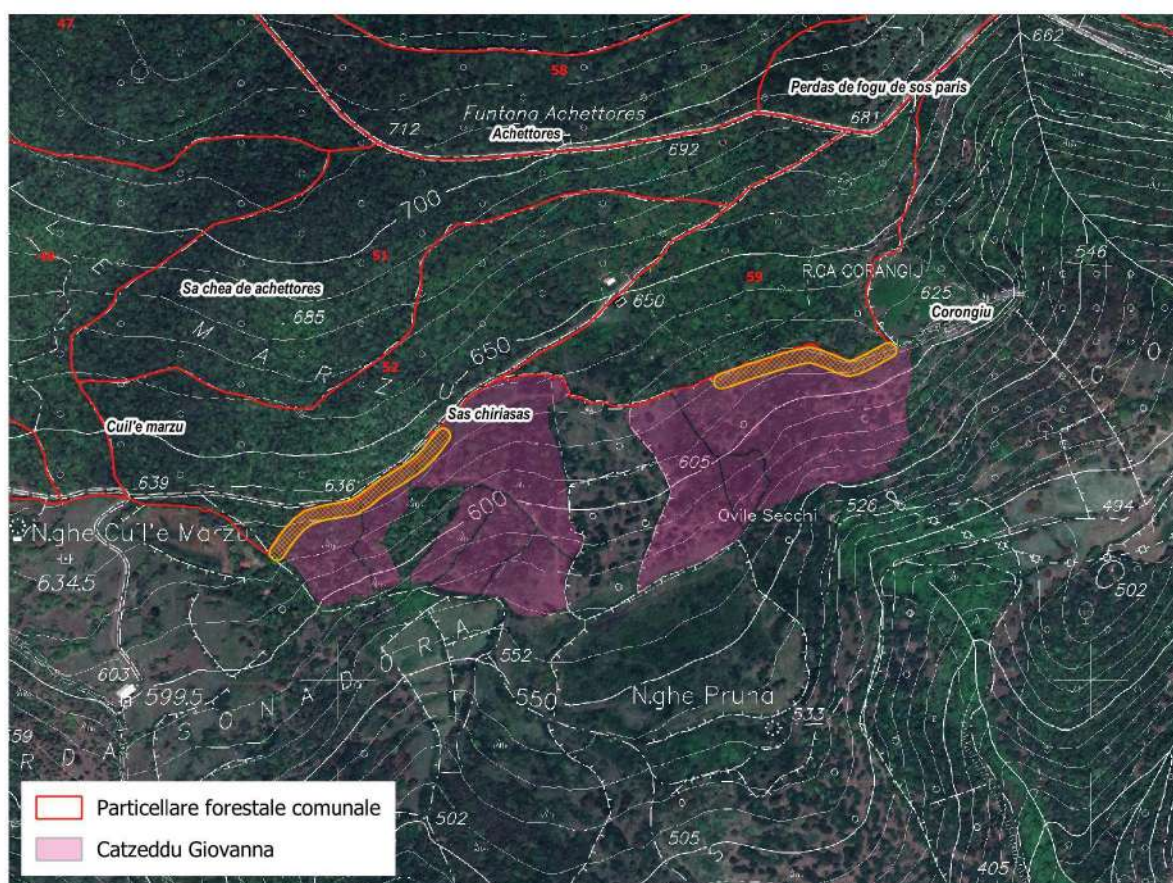 47
58
662
Perdas de fogu de sos paris
Funtana Achettores
Achettores
681
712
692
700
51
59
546
R.CA CORANGIU
Sa chea de achettores
625
650
Corongiu
685
M
A
R
Z
U
650
52
Sas chiriasas
Cuil'e marzu
605
639
636
600
Ovile Secchi
526
494
N.ghe Cuil'e Marzu
634.5
502
O R A
552
603
599.5
550
N.ghe Pruna
533
S O N A D
R D A
Particellare forestale comunale
Catzeddu Giovanna
502
505
405